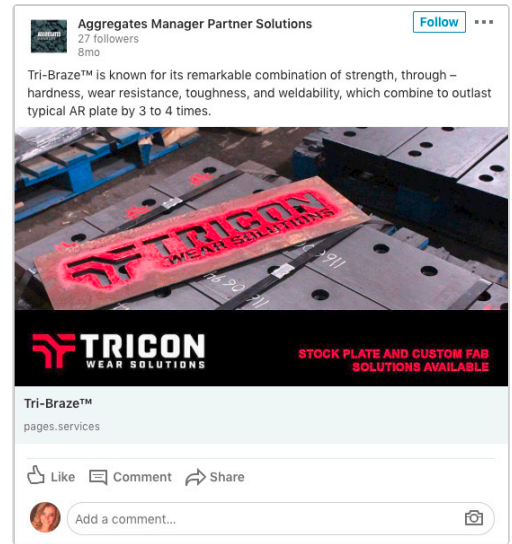 Aggregates Manager Partner Solutions
Follow
27 followers
8mo
Tri-Braze™ is known for its remarkable combination of strength, through –
hardness, wear resistance, toughness, and weldability, which combine to outlast
typical AR plate by 3 to 4 times.
TRICON
WEAR SOLUTIONS
TRICON
WEAR SOLUTIONS
STOCK PLATE AND CUSTOM FAB
SOLUTIONS AVAILABLE
Tri-Braze™
pages.services
Like
Comment
Share
Add a comment...